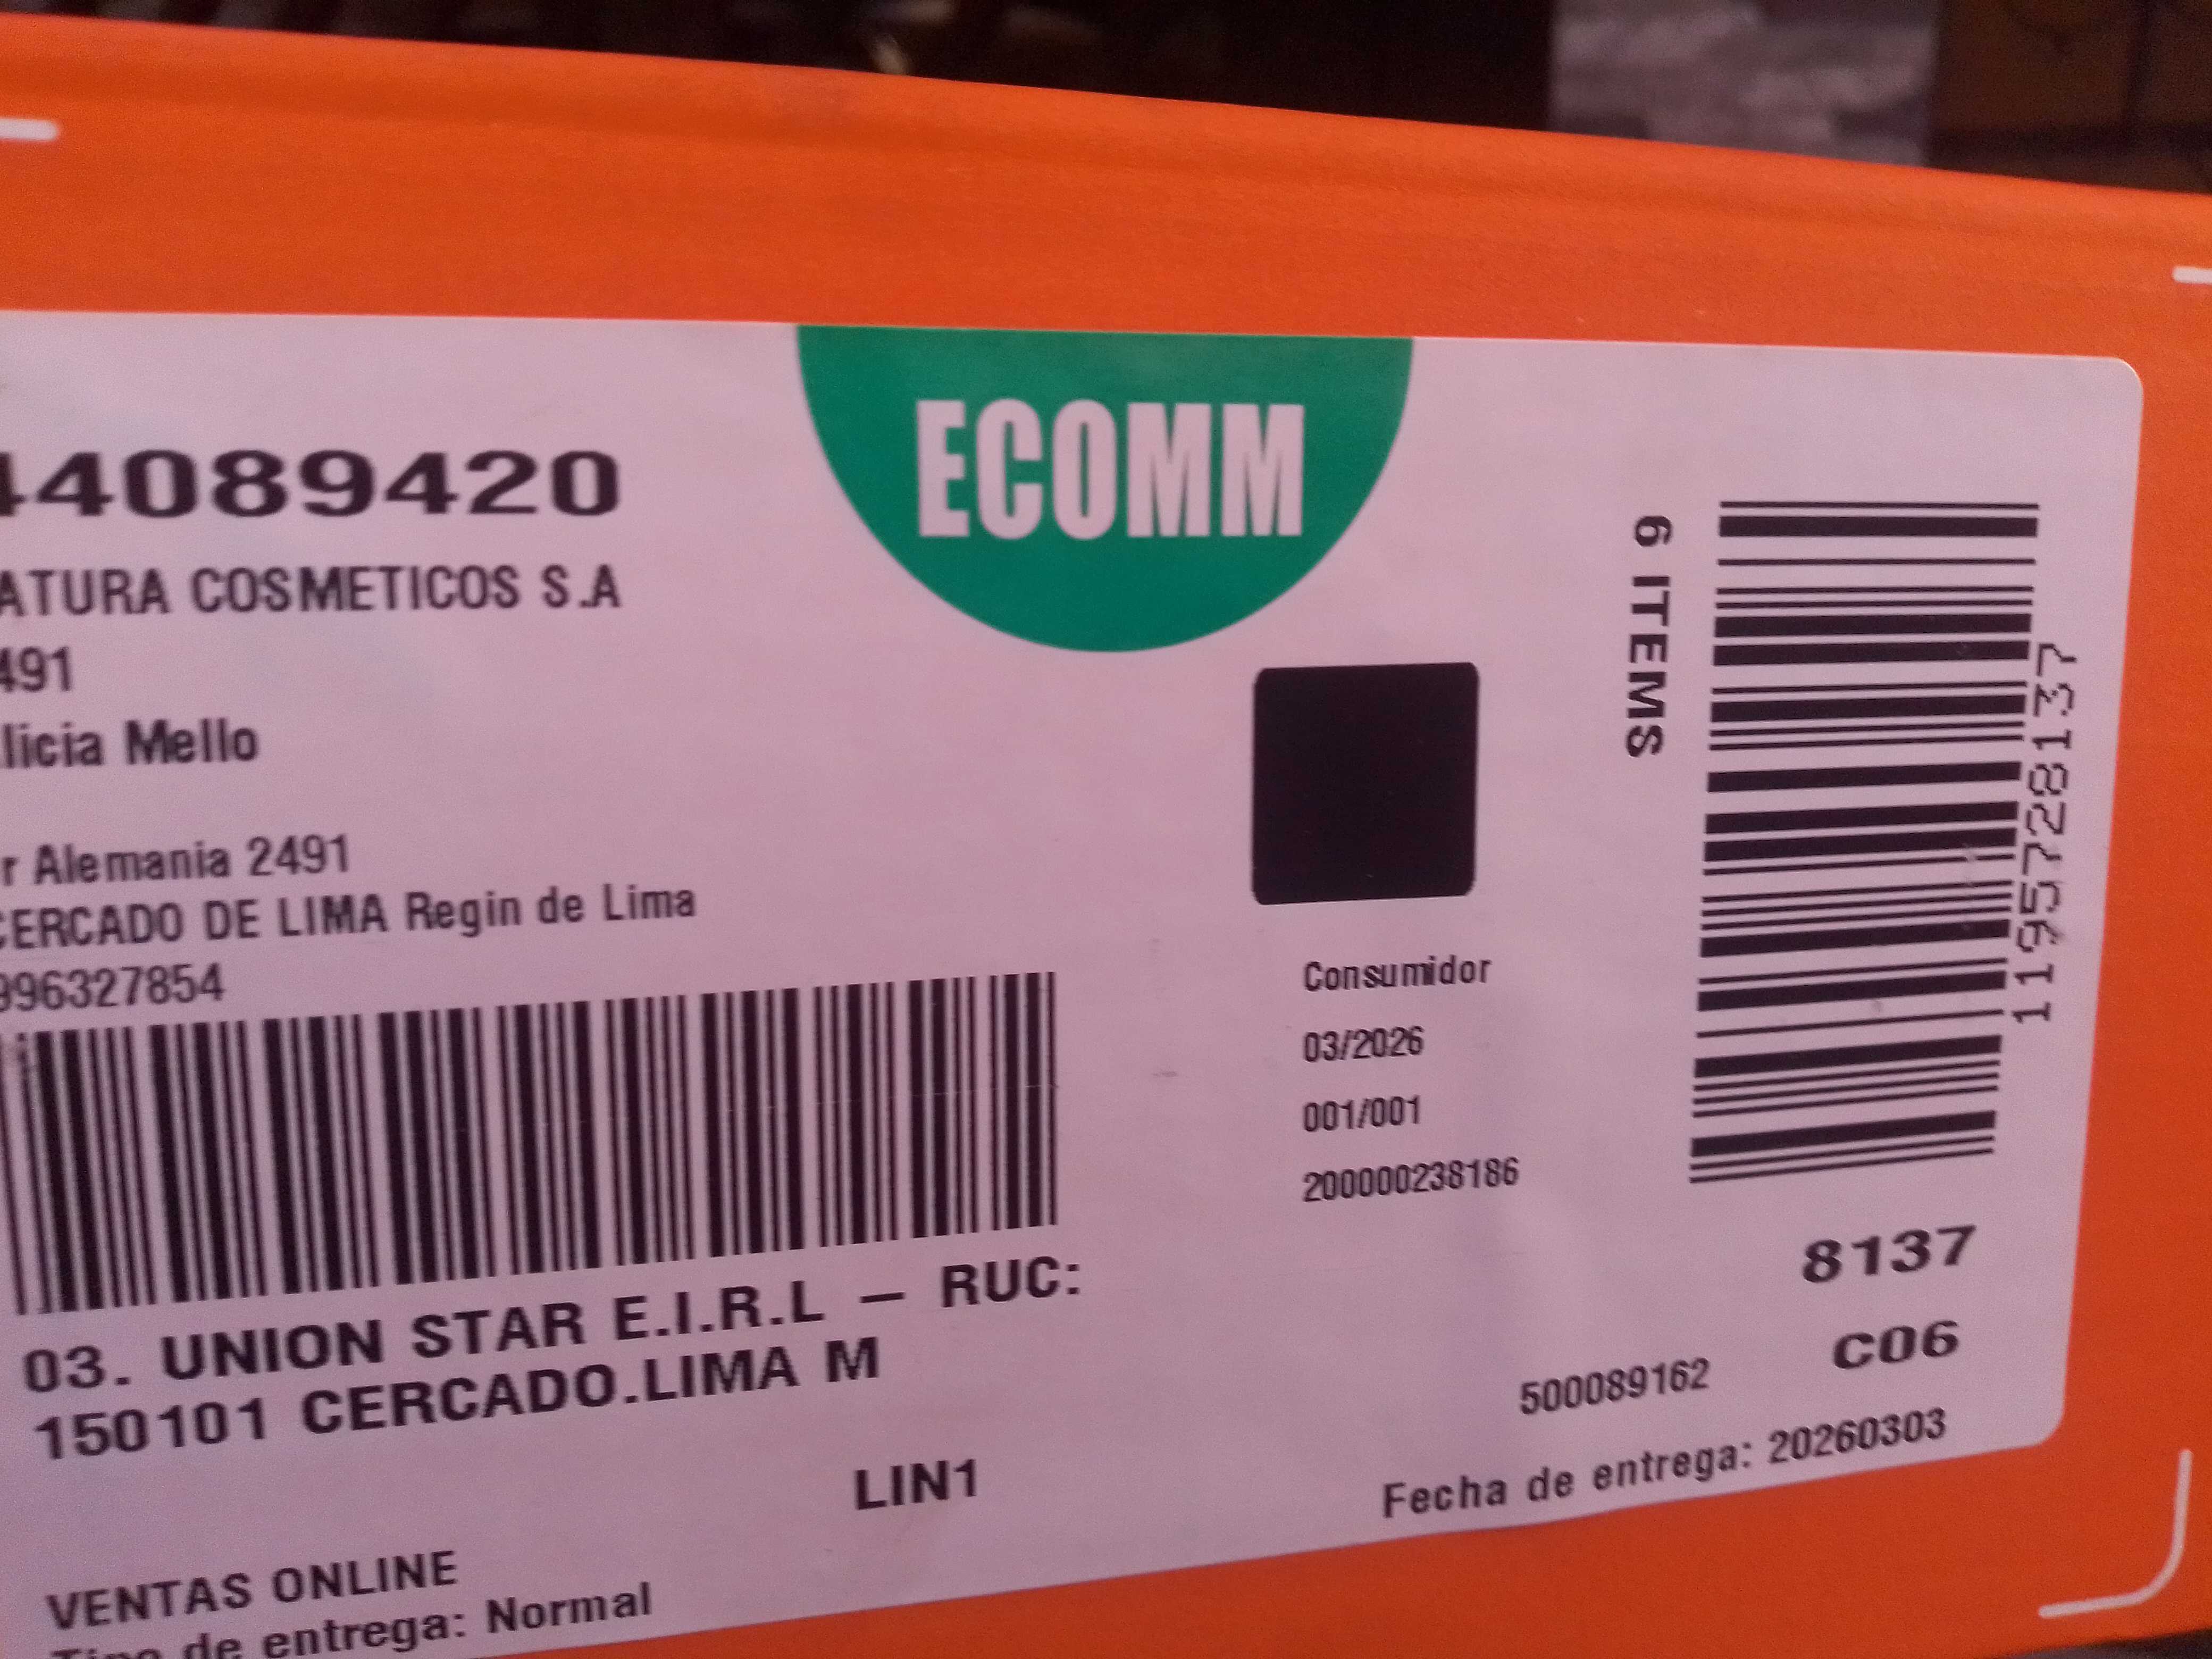 44089420
ECOMM
6 ITEMS
1195728137
ATURA COSMETICOS S.A
491
licia Mello
r Alemania 2491
CERCADO DE LIMA Regin de Lima
996327854
Consumidor
03/2026
001/001
200000238186
03. UNION STAR E.I.R.L – RUC:
150101 CERCADO.LIMA M
8137
C06
LIN1
500089162
Fecha de entrega: 20260303
VENTAS ONLINE
Tipo de entrega: Normal